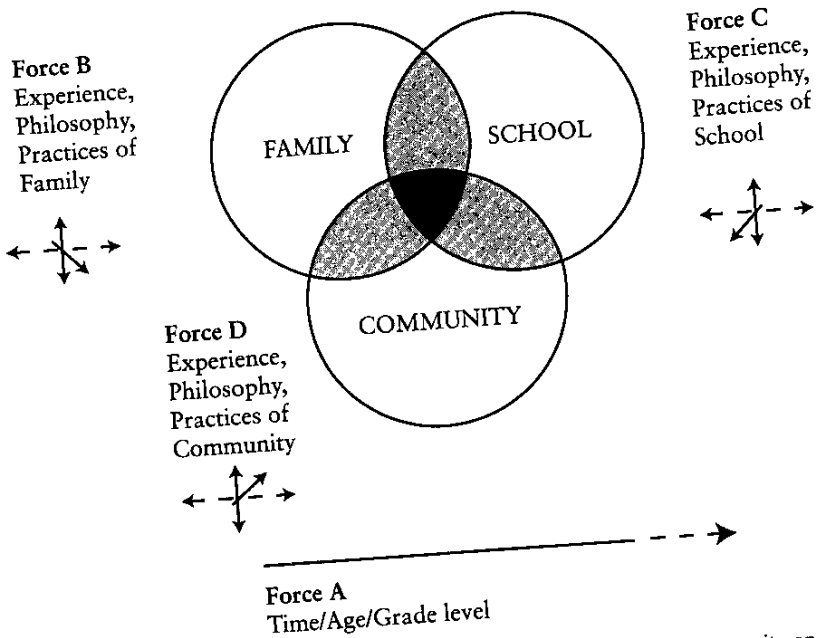 Force B
Experience,
Philosophy,
Practices of
Family
FAMILY
SCHOOL
COMMUNITY
Force C
Experience,
Philosophy,
Practices of
School
Force D
Experience,
Philosophy,
Practices of
Community
Force A
Time/Age/Grade level